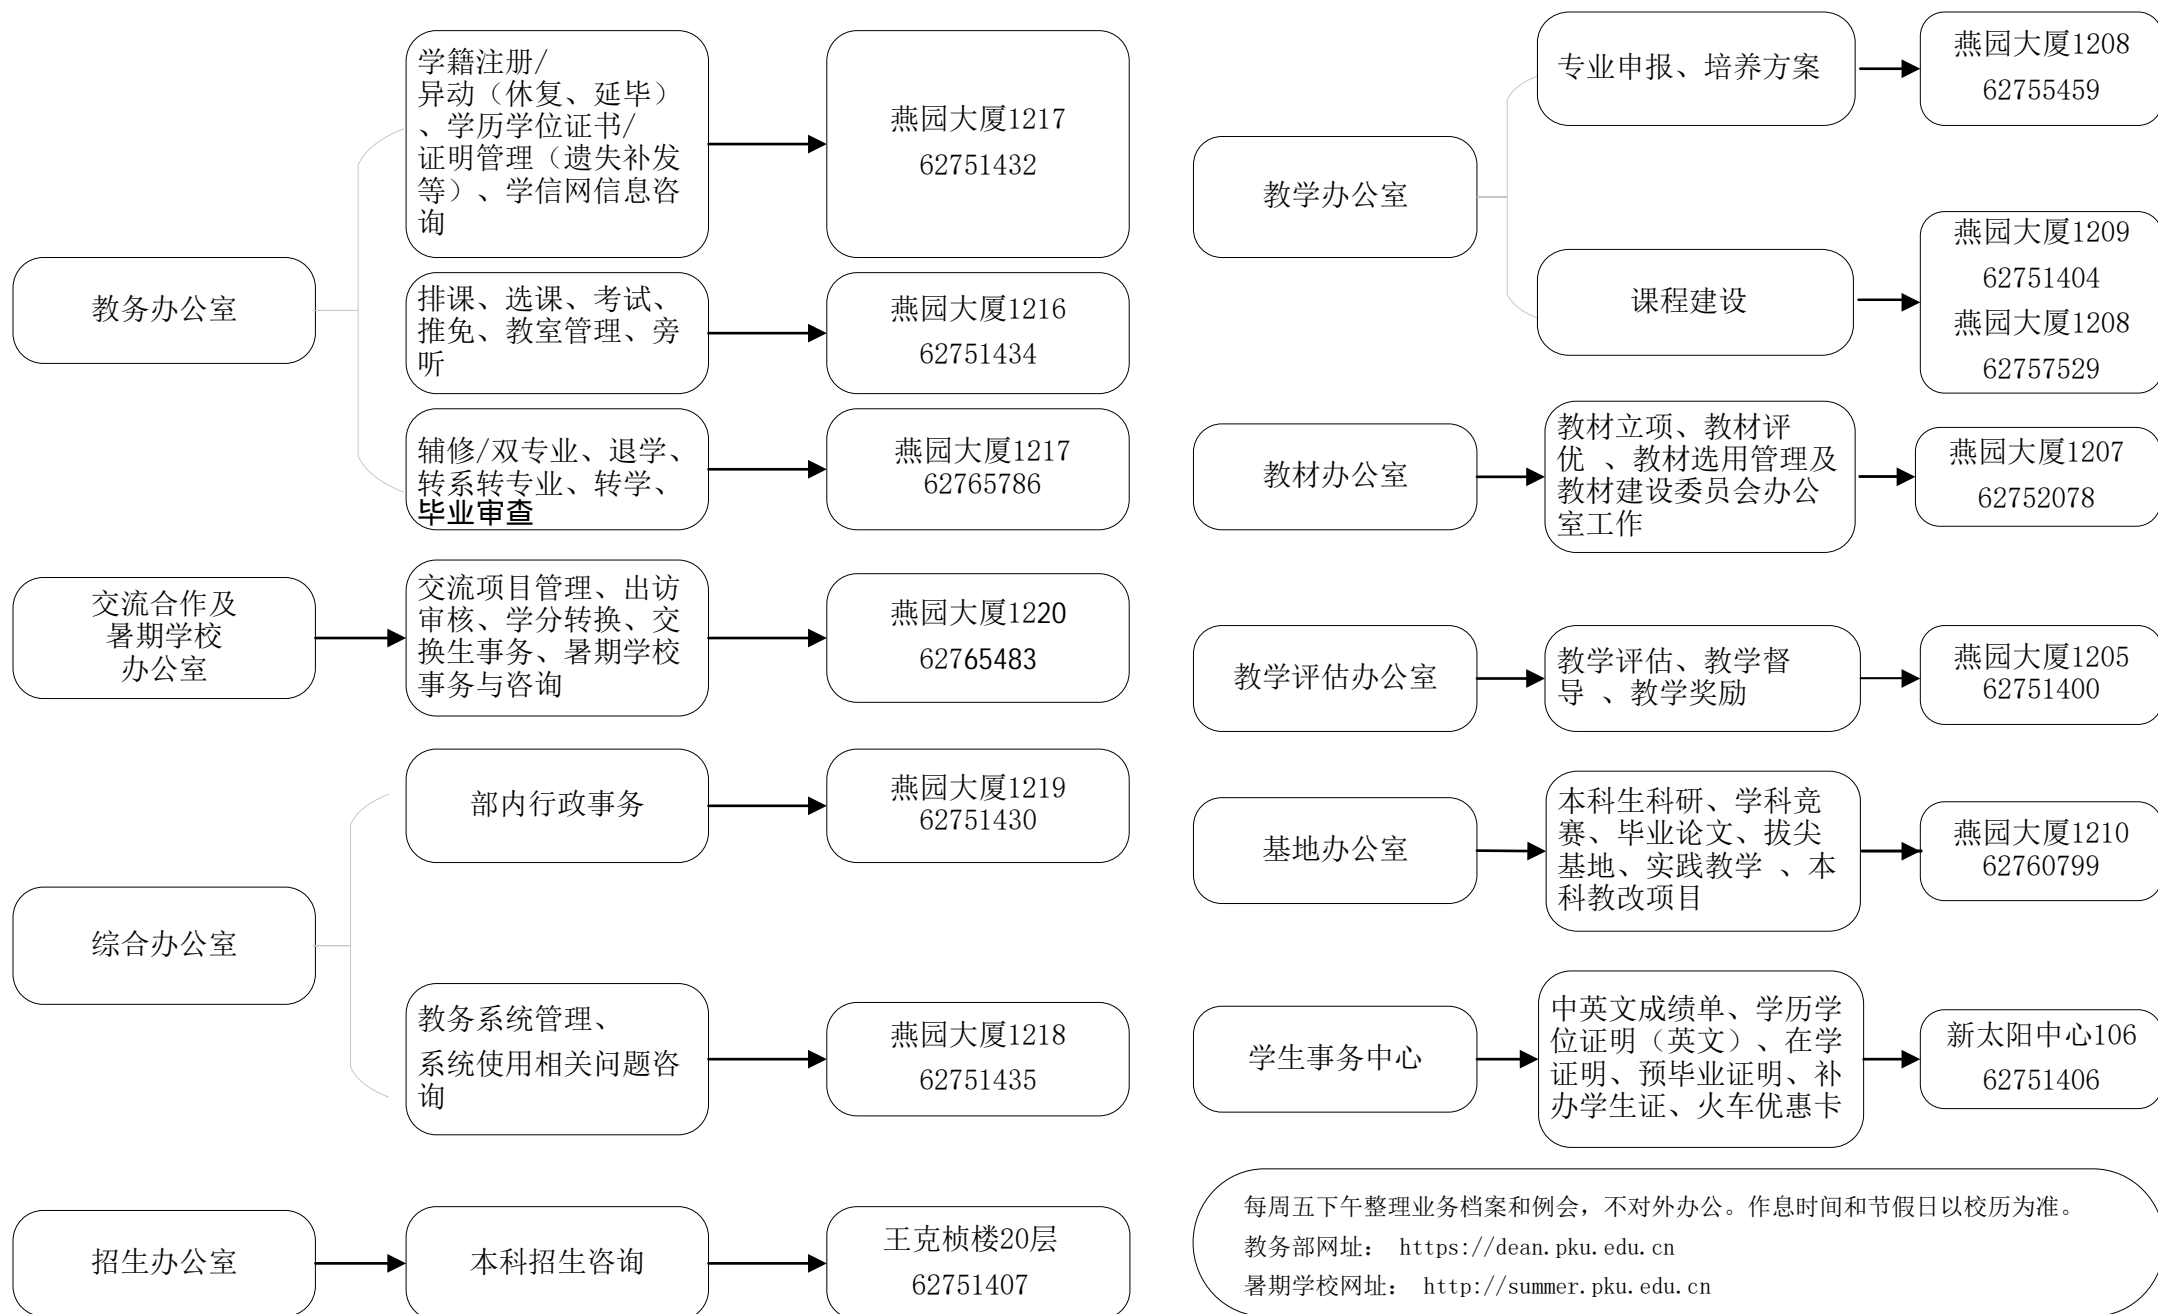 教务办公室
学籍注册/
异动（休复、延毕）
、学历学位证书/
证明管理（遗失补发
等）、学信网信息咨
询
燕园大厦1217
62751432
排课、选课、考试、
推免、教室管理、旁
听
燕园大厦1216
62751434
辅修/双专业、退学、
转系转专业、转学、
毕业审查
燕园大厦1217
62765786
交流合作及
暑期学校
办公室
交流项目管理、出访
审核、学分转换、交
换生事务、暑期学校
事务与咨询
燕园大厦1220
62765483
综合办公室
部内行政事务
燕园大厦1219
62751430
教务系统管理、
系统使用相关问题咨
询
燕园大厦1218
62751435
招生办公室
本科招生咨询
王克桢楼20层
62751407
教学办公室
专业申报、培养方案
燕园大厦1208
62755459
课程建设
燕园大厦1209
62751404
燕园大厦1208
62757529
教材办公室
教材立项、教材评
优 、教材选用管理及
教材建设委员会办公
室工作
燕园大厦1207
62752078
教学评估办公室
教学评估、教学督
导 、教学奖励
燕园大厦1205
62751400
基地办公室
本科生科研、学科竞
赛、毕业论文、拔尖
基地、实践教学 、本
科教改项目
燕园大厦1210
62760799
学生事务中心
中英文成绩单、学历学
位证明（英文）、在学
证明、预毕业证明、补
办学生证、火车优惠卡
新太阳中心106
62751406
每周五下午整理业务档案和例会，不对外办公。作息时间和节假日以校历为准。
教务部网址： https://dean.pku.edu.cn
暑期学校网址： http://summer.pku.edu.cn